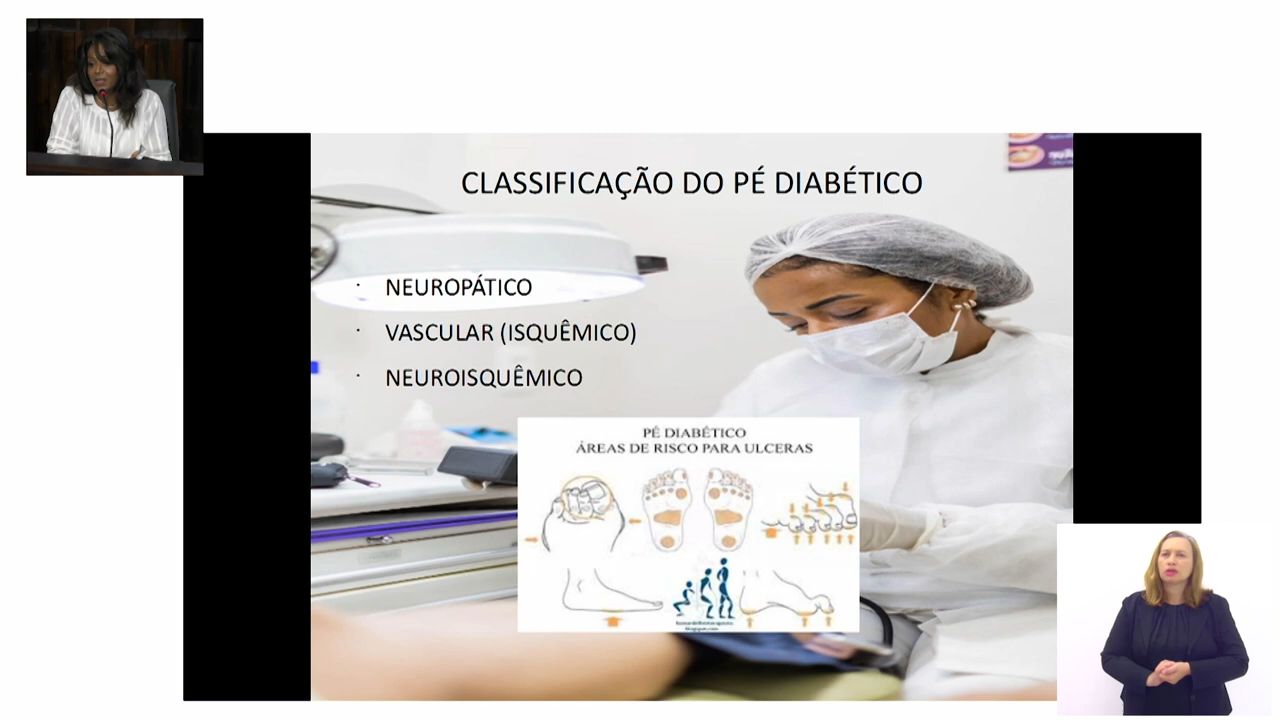 CLASSIFICAÇÃO DO PÉ DIABÉTICO
· NEUROPÁTICO
· VASCULAR (ISQUÊMICO)
· NEUROISQUÊMICO
PÉ DIABÉTICO
ÁREAS DE RISCO PARA ULCERAS